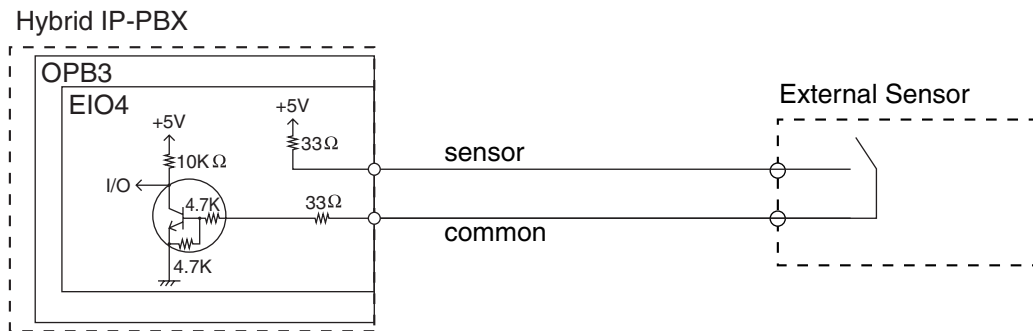 Hybrid IP-PBX
OPB3
EIO4
External Sensor
+5V
+5V
33Ω
10KΩ
sensor
I/O
4.7K
33Ω
common
4.7K